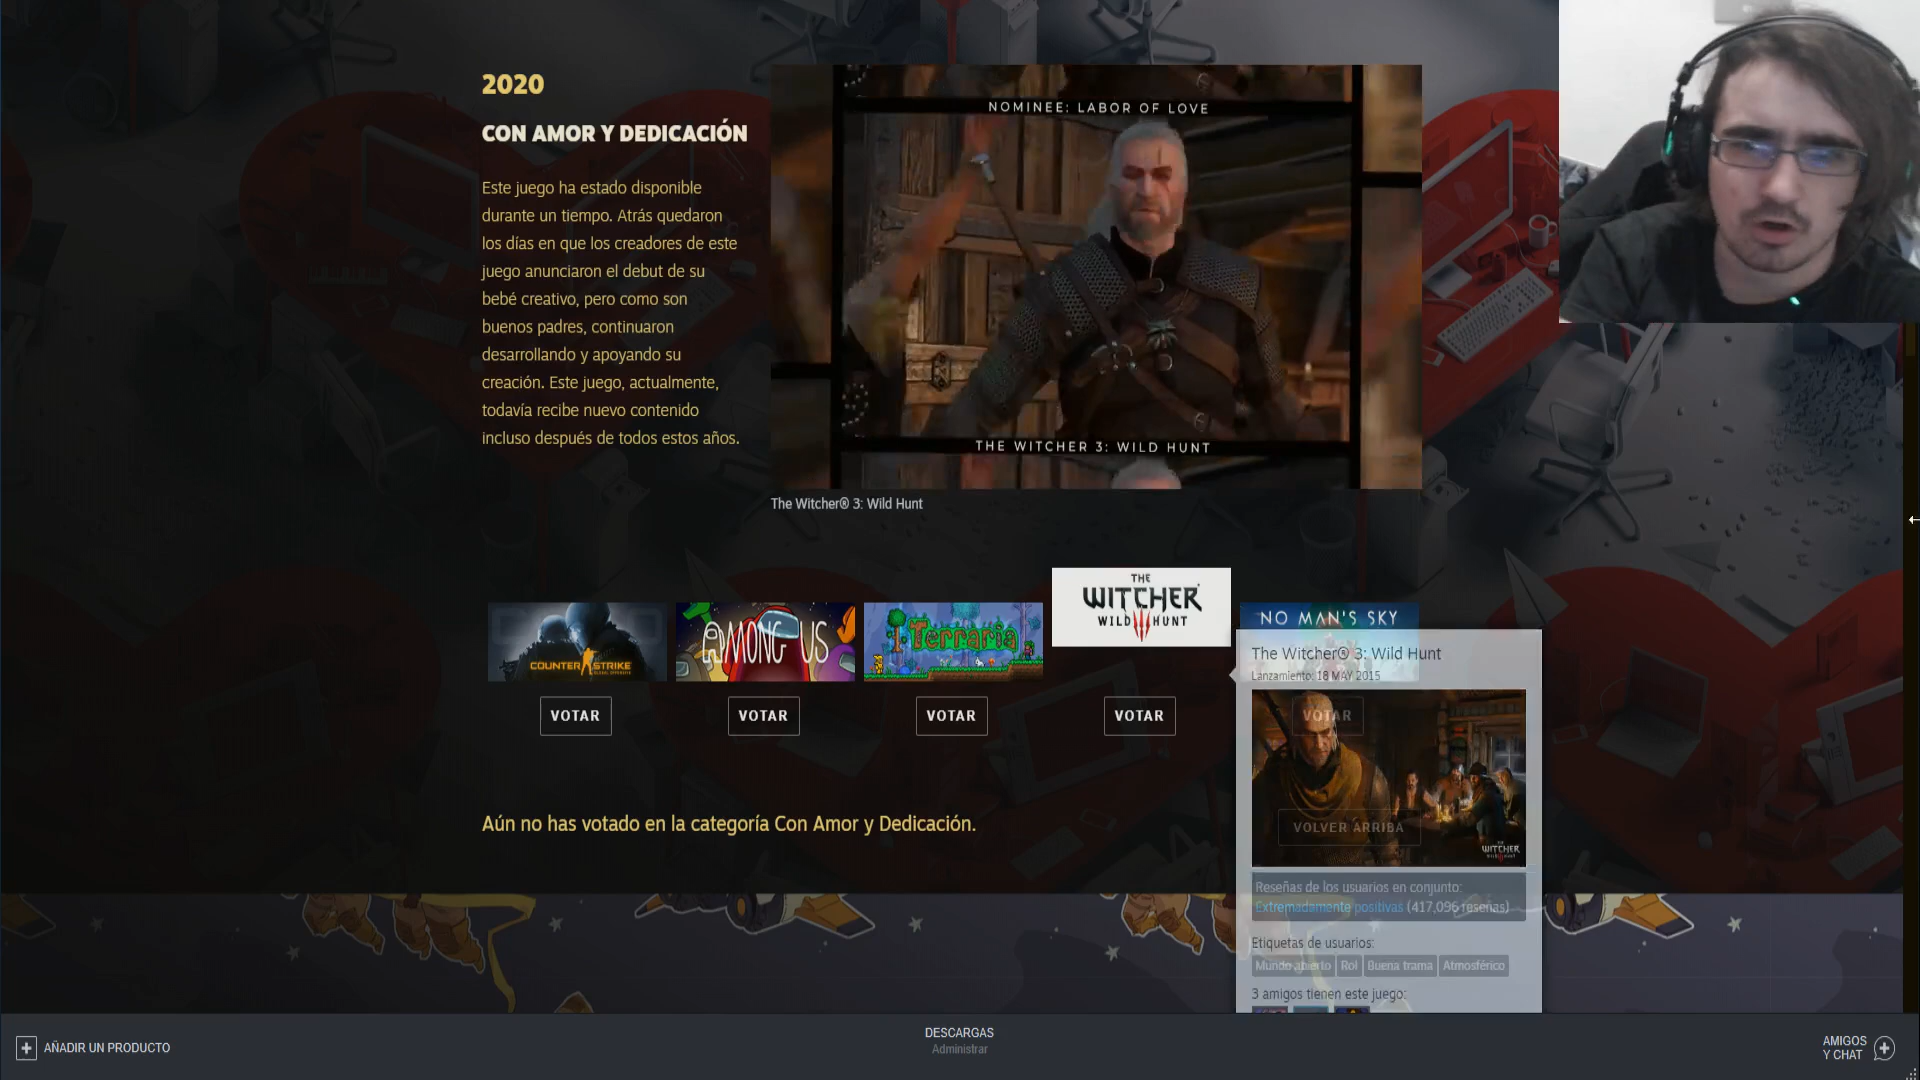 2020
CON AMOR Y DEDICACIÓN
Este juego ha estado disponible
durante un tiempo. Atrás quedaron
los días en que los creadores de este
juego anunciaron el debut de su
bebé creativo, pero como son
buenos padres, continuaron
desarrollando y apoyando su
creación. Este juego, actualmente,
todavía recibe nuevo contenido
incluso después de todos estos años.
NOMINEE: LABOR OF LOVE
THE WITCHER 3: WILD HUNT
The Witcher® 3: Wild Hunt
COUNTER STRIKE
GLOBAL OFFENSIVE
AMONG US
Terraria
THE
WITCHER
WILD HUNT
NO MAN'S SKY
VOTAR
VOTAR
VOTAR
VOTAR
VOTAR
The Witcher® 3: Wild Hunt
Lanzamiento: 18 MAY 2015
VOLVER ARRIBA
THE
WITCHER
WILD HUNT
Reseñas de los usuarios en conjunto:
Extremadamente positivas (417,096 reseñas)
Etiquetas de usuarios:
Mundo abierto Rol Buena trama Atmosférico
3 amigos tienen este juego:
Aún no has votado en la categoría Con Amor y Dedicación.
AÑADIR UN PRODUCTO
DESCARGAS
Administrar
AMIGOS
Y CHAT